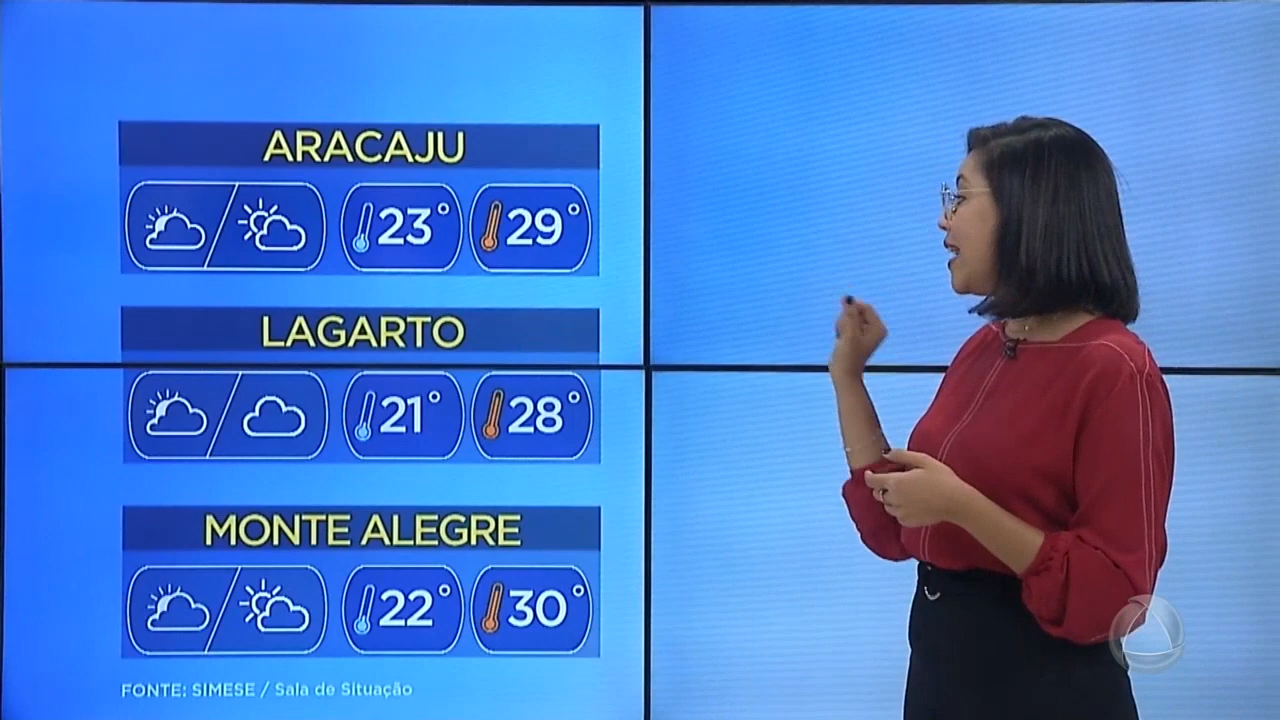 ARACAJU
23° 29°
LAGARTO
21° 28°
MONTE ALEGRE
22° 30°
FONTE: SIMESE / Sala de Situação